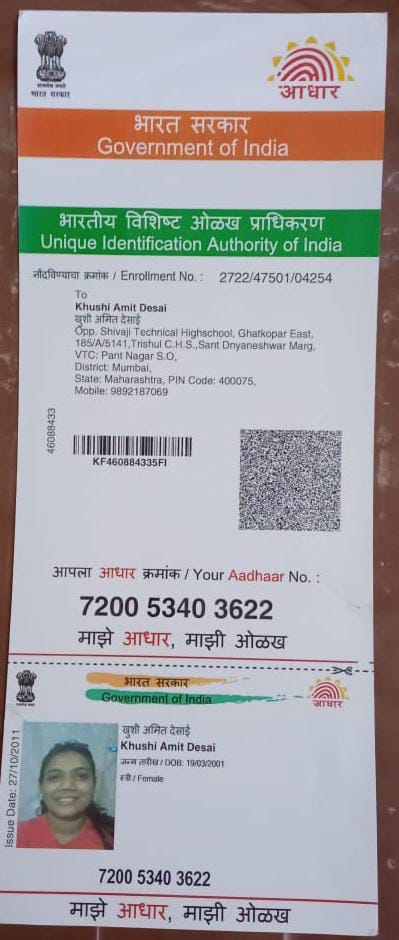 सत्यमेव जयते
भारत सरकार
आधार
भारत सरकार
Government of India
भारतीय विशिष्ट ओळख प्राधिकरण
Unique Identification Authority of India
नोंदविण्याचा क्रमांक / Enrollment No. : 2722/47501/04254
To
Khushi Amit Desai
खुशी अमित देसाई
Opp. Shivaji Technical Highschool, Ghatkopar East,
185/A/5141,Trishul C.H.S.,Sant Dnyaneshwar Marg,
VTC: Pant Nagar S.O,
District: Mumbai,
State: Maharashtra, PIN Code: 400075,
Mobile: 9892187069
46088433
KF460884335FI
आपला आधार क्रमांक / Your Aadhaar No. :
7200 5340 3622
माझे आधार, माझी ओळख
भारत सरकार
Government of India
आधार
Issue Date: 27/10/2011
खुशी अमित देसाई
Khushi Amit Desai
जन्म तारीख / DOB: 19/03/2001
स्त्री / Female
7200 5340 3622
माझे आधार, माझी ओळख